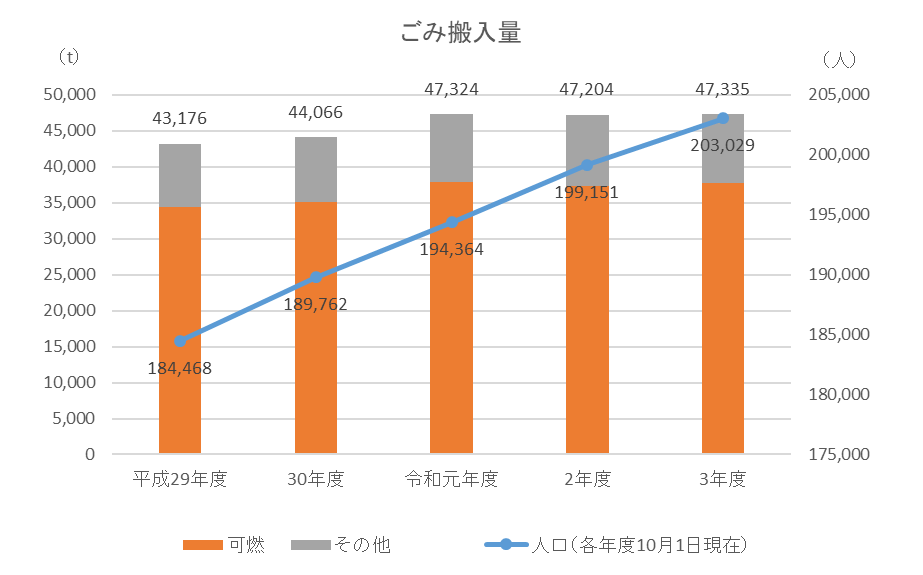 ごみ搬入量
（t）
（人）
50,000
45,000
40,000
35,000
30,000
25,000
20,000
15,000
10,000
5,000
0
43,176
44,066
47,324
47,204
47,335
184,468
189,762
194,364
199,151
203,029
205,000
200,000
195,000
190,000
185,000
180,000
175,000
平成29年度
30年度
令和元年度
2年度
3年度
可燃
その他
人口（各年度10月1日現在）